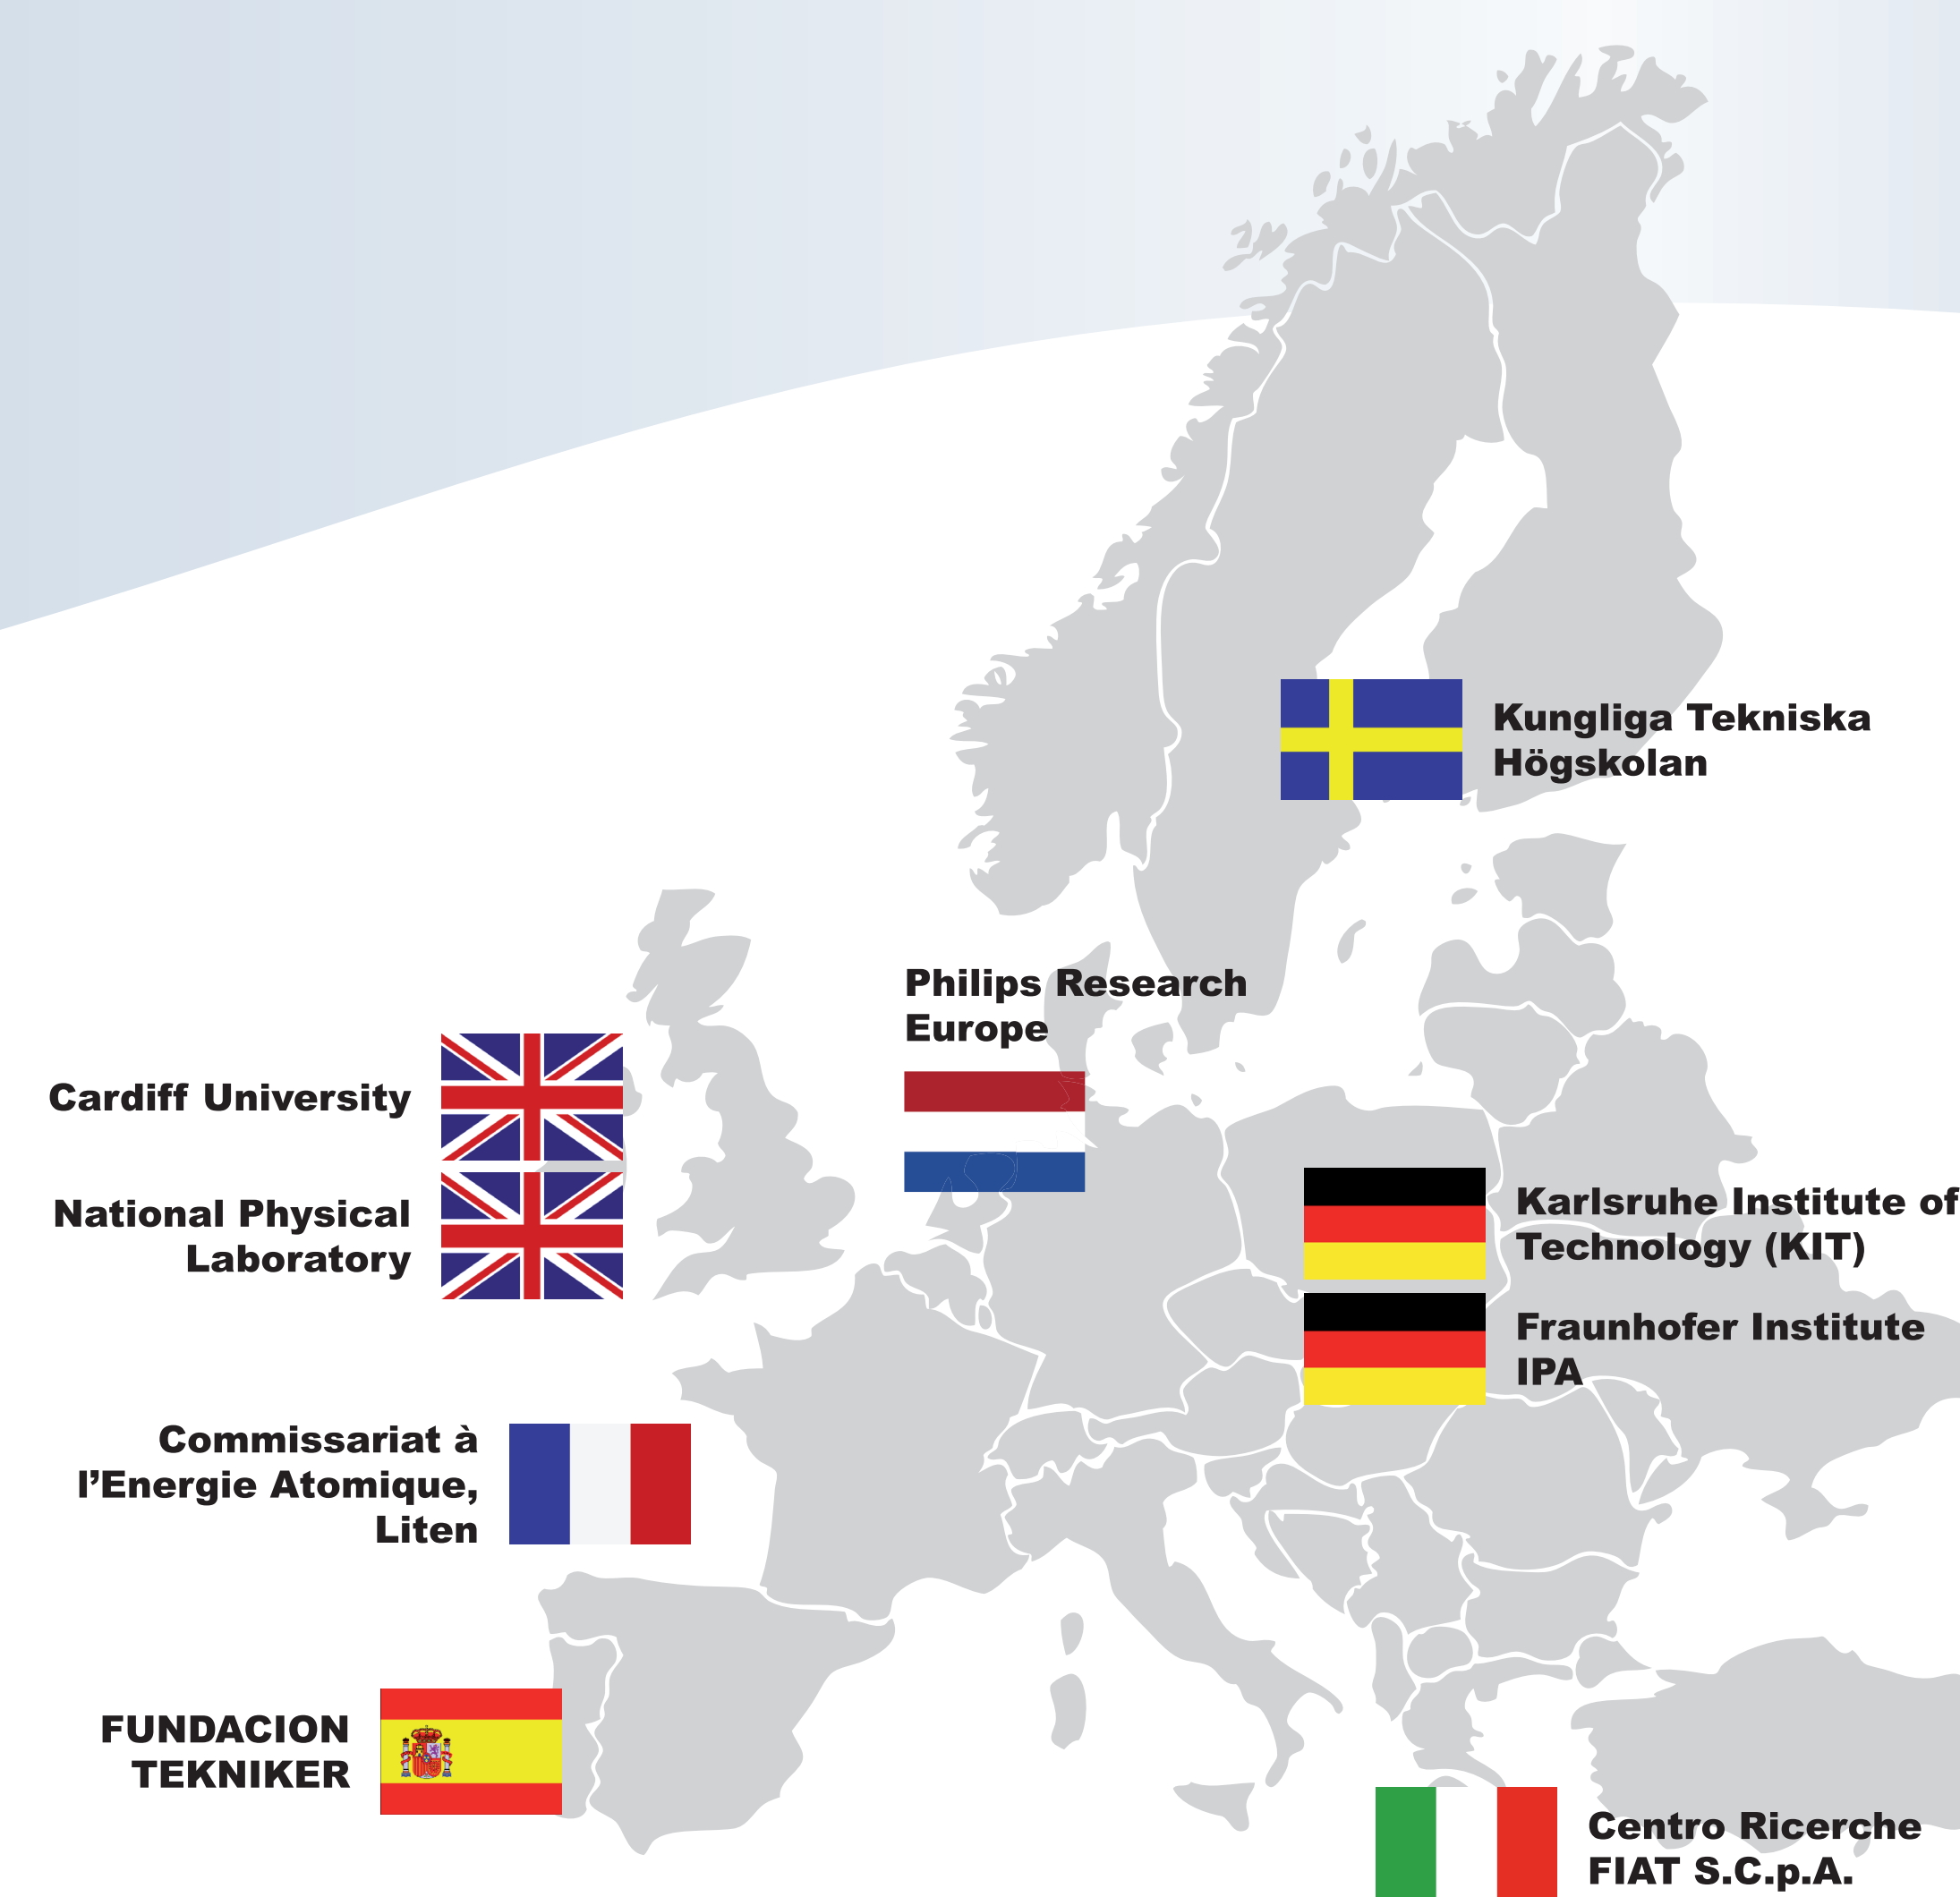 Kungliga Tekniska
Högskolan
Philips Research
Europe
Cardiff University
National Physical
Laboratory
Karlsruhe Institute of
Technology (KIT)
Fraunhofer Institute
IPA
Commissariat à
l’Energie Atomique,
Liten
FUNDACION
TEKNIKER
Centro Ricerche
FIAT S.C.p.A.